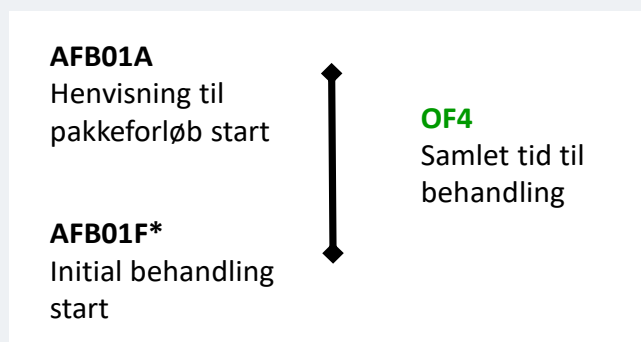 AFB01A
Henvisning til
pakkeforløb start
OF4
Samlet tid til
behandling
AFB01F*
Initial behandling
start